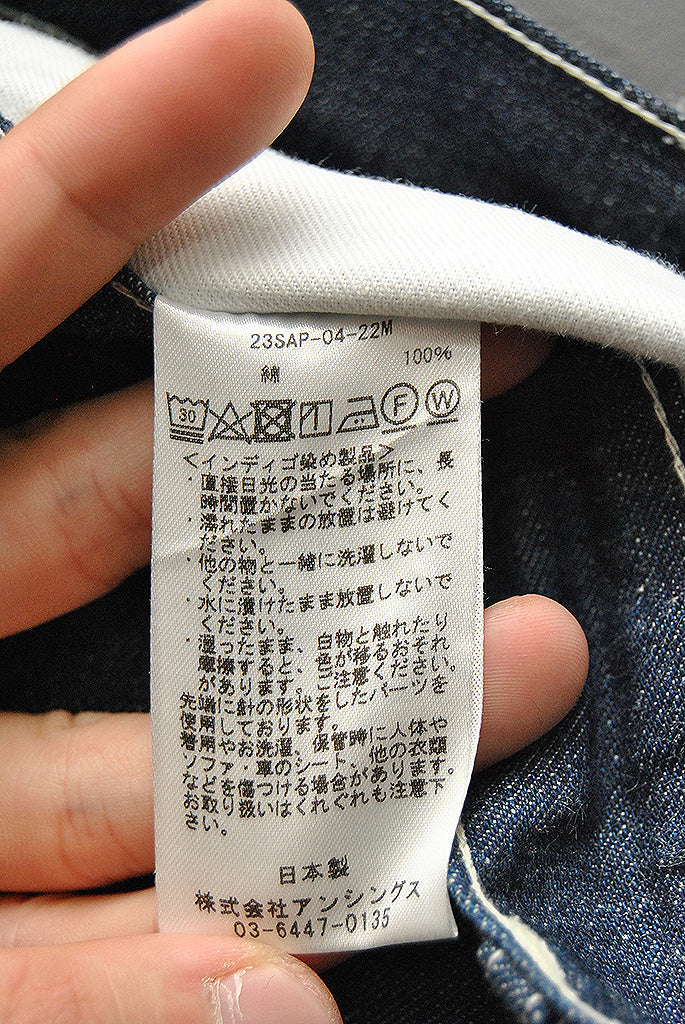 23SAP-04-22M
綿 100%
30 F W
<インディゴ染め製品>
・直接日光の当たる場所に、長
時間置かないでください。
・濡れたままの放置は避けてく
ださい。
・他の物と一緒に洗濯しないで
ください。
・水に漬けたまま放置しないで
ください。
・湿ったまま、白物と触れたり
摩擦すると、色が移るおそれ
があります。ご注意ください。
先端に針の形状をしたパーツを
使用しております。
着用やお洗濯、保管時に人体や
ソファ、車のシート、他の衣類
などを傷つける場合があります。
お取り扱いはくれぐれも注意下
さい。
日本製
株式会社アンシングス
03-6447-0135